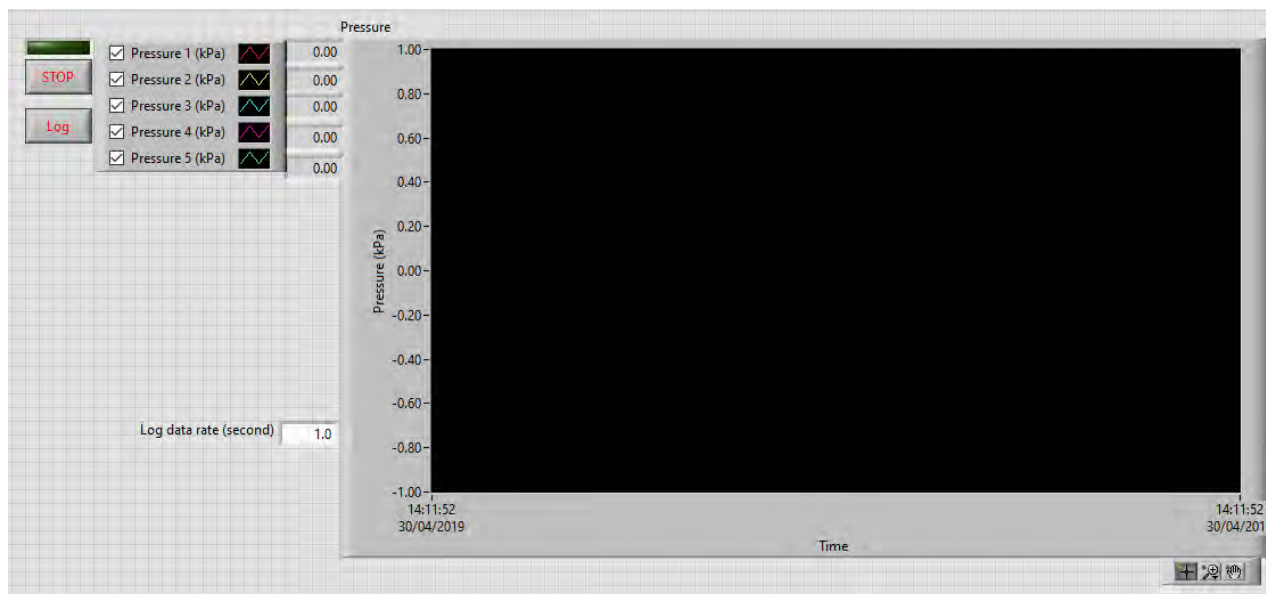 Pressure
STOP
Log
Pressure 1 (kPa) 0.00
Pressure 2 (kPa) 0.00
Pressure 3 (kPa) 0.00
Pressure 4 (kPa) 0.00
Pressure 5 (kPa) 0.00
Log data rate (second) 1.0
Pressure (kPa)
1.00
0.80
0.60
0.40
0.20
0.00
-0.20
-0.40
-0.60
-0.80
-1.00
14:11:52
30/04/2019
14:11:52
30/04/201
Time